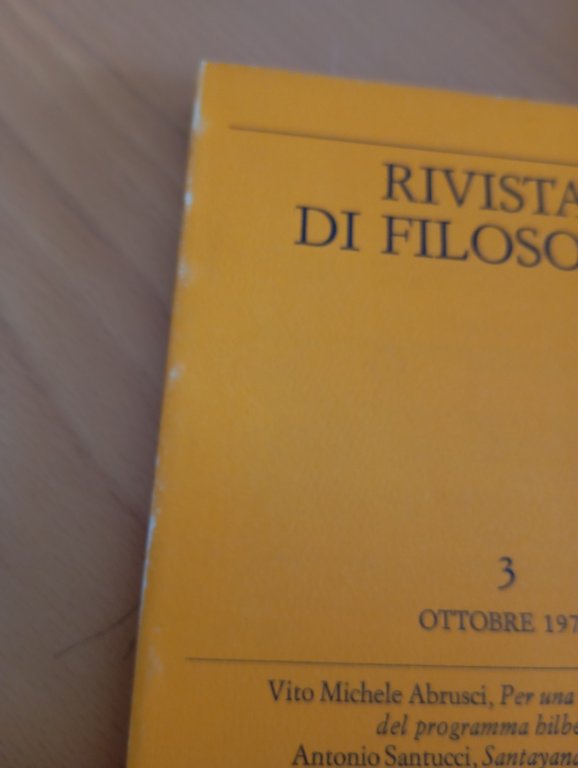 RIVISTA
DI FILOSO
3
OTTOBRE 197
Vito Michele Abrusci, Per una
del programma hilbe
Antonio Santucci, Santayana